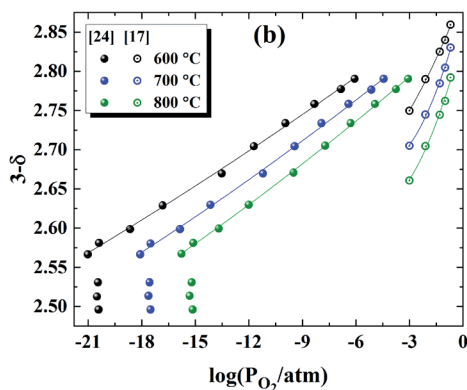 [24] [17]
600 °C
700 °C
800 °C
(b)
3-δ
2.85
2.80
2.75
2.70
2.65
2.60
2.55
2.50
-21 -18 -15 -12 -9 -6 -3 0
log(P_O₂/atm)